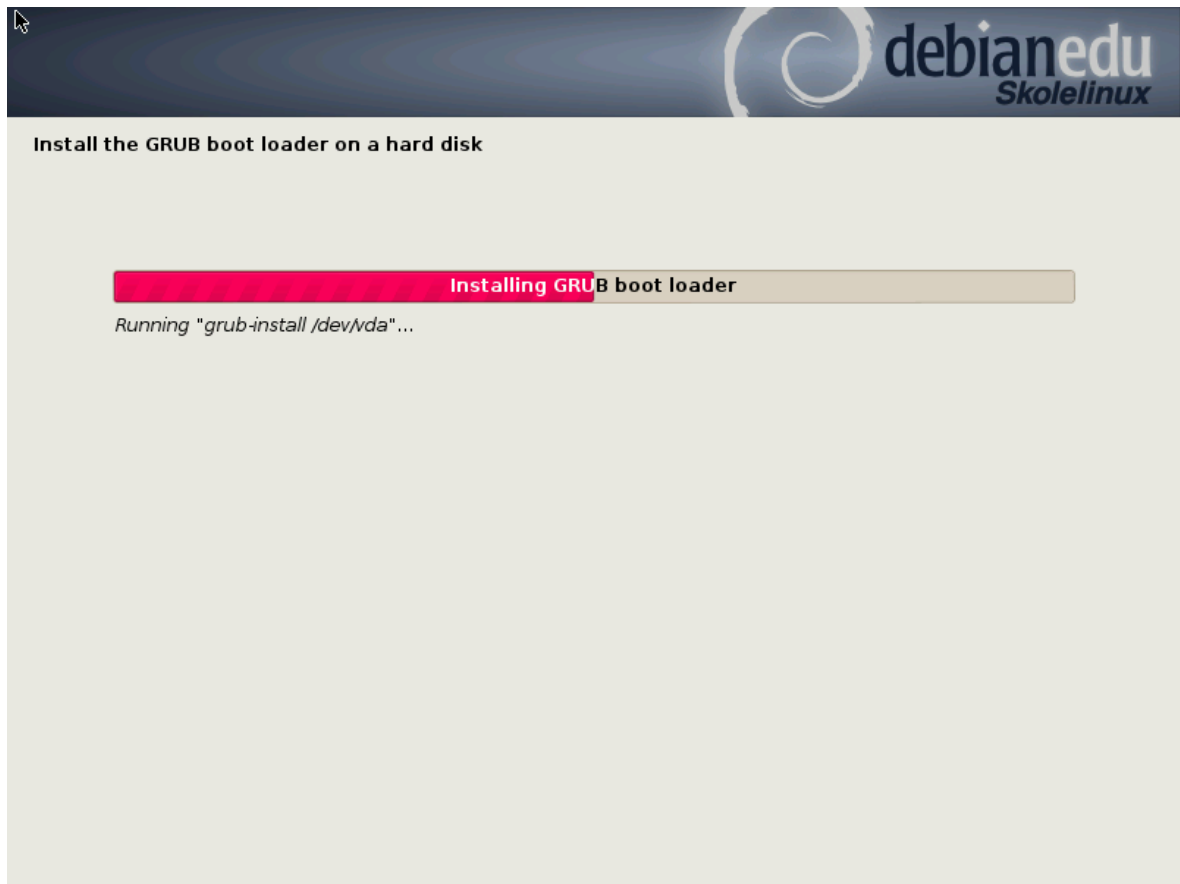 debianedu
Skolelinux
Install the GRUB boot loader on a hard disk
Installing GRUB boot loader
Running "grub-install /dev/vda"...